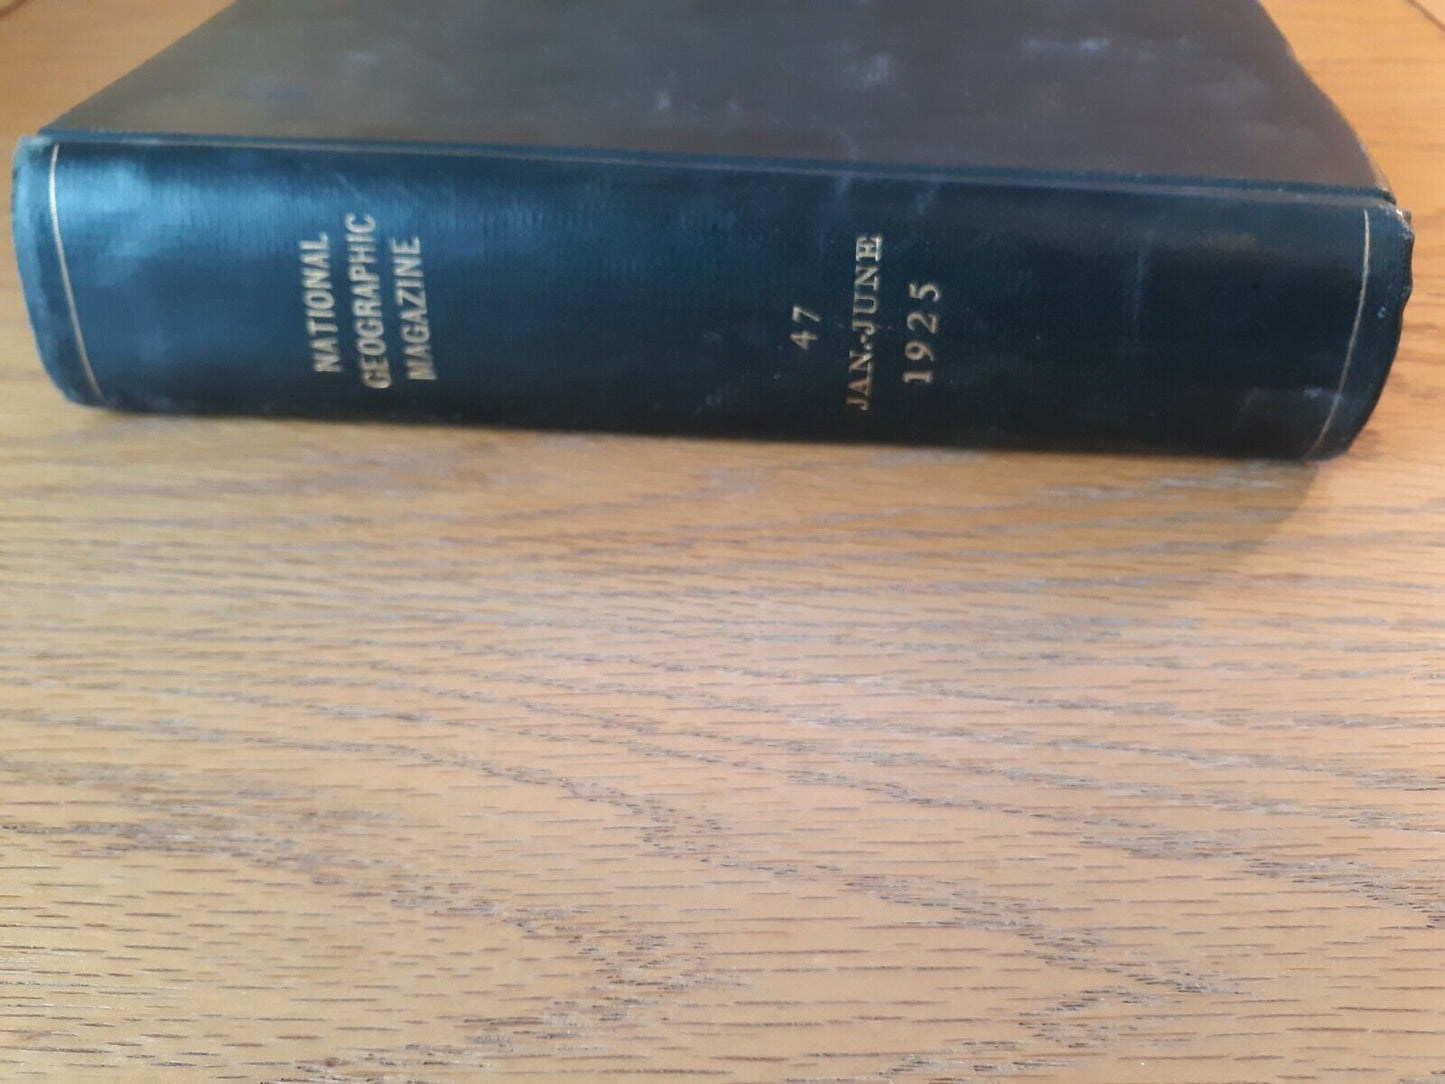 NATIONAL
GEOGRAPHIC
MAGAZINE
47
JAN.-JUNE
1925